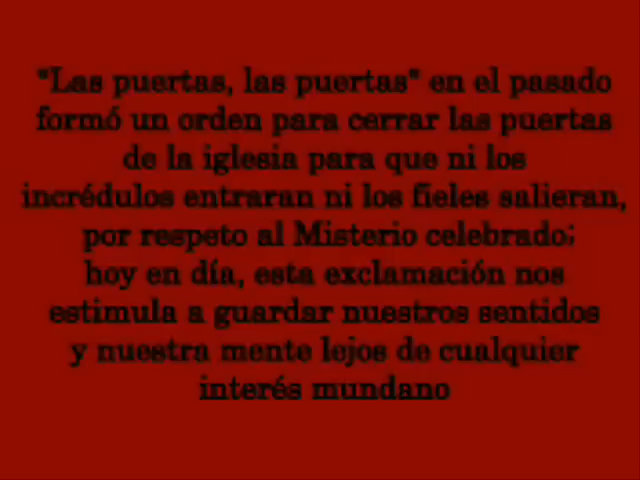 "Las puertas, las puertas" en el pasado
formó un orden para cerrar las puertas
de la iglesia para que ni los
incrédulos entraran ni los fieles salieran,
por respeto al Misterio celebrado;
hoy en día, esta exclamación nos
estimula a guardar nuestros sentidos
y nuestra mente lejos de cualquier
interés mundano